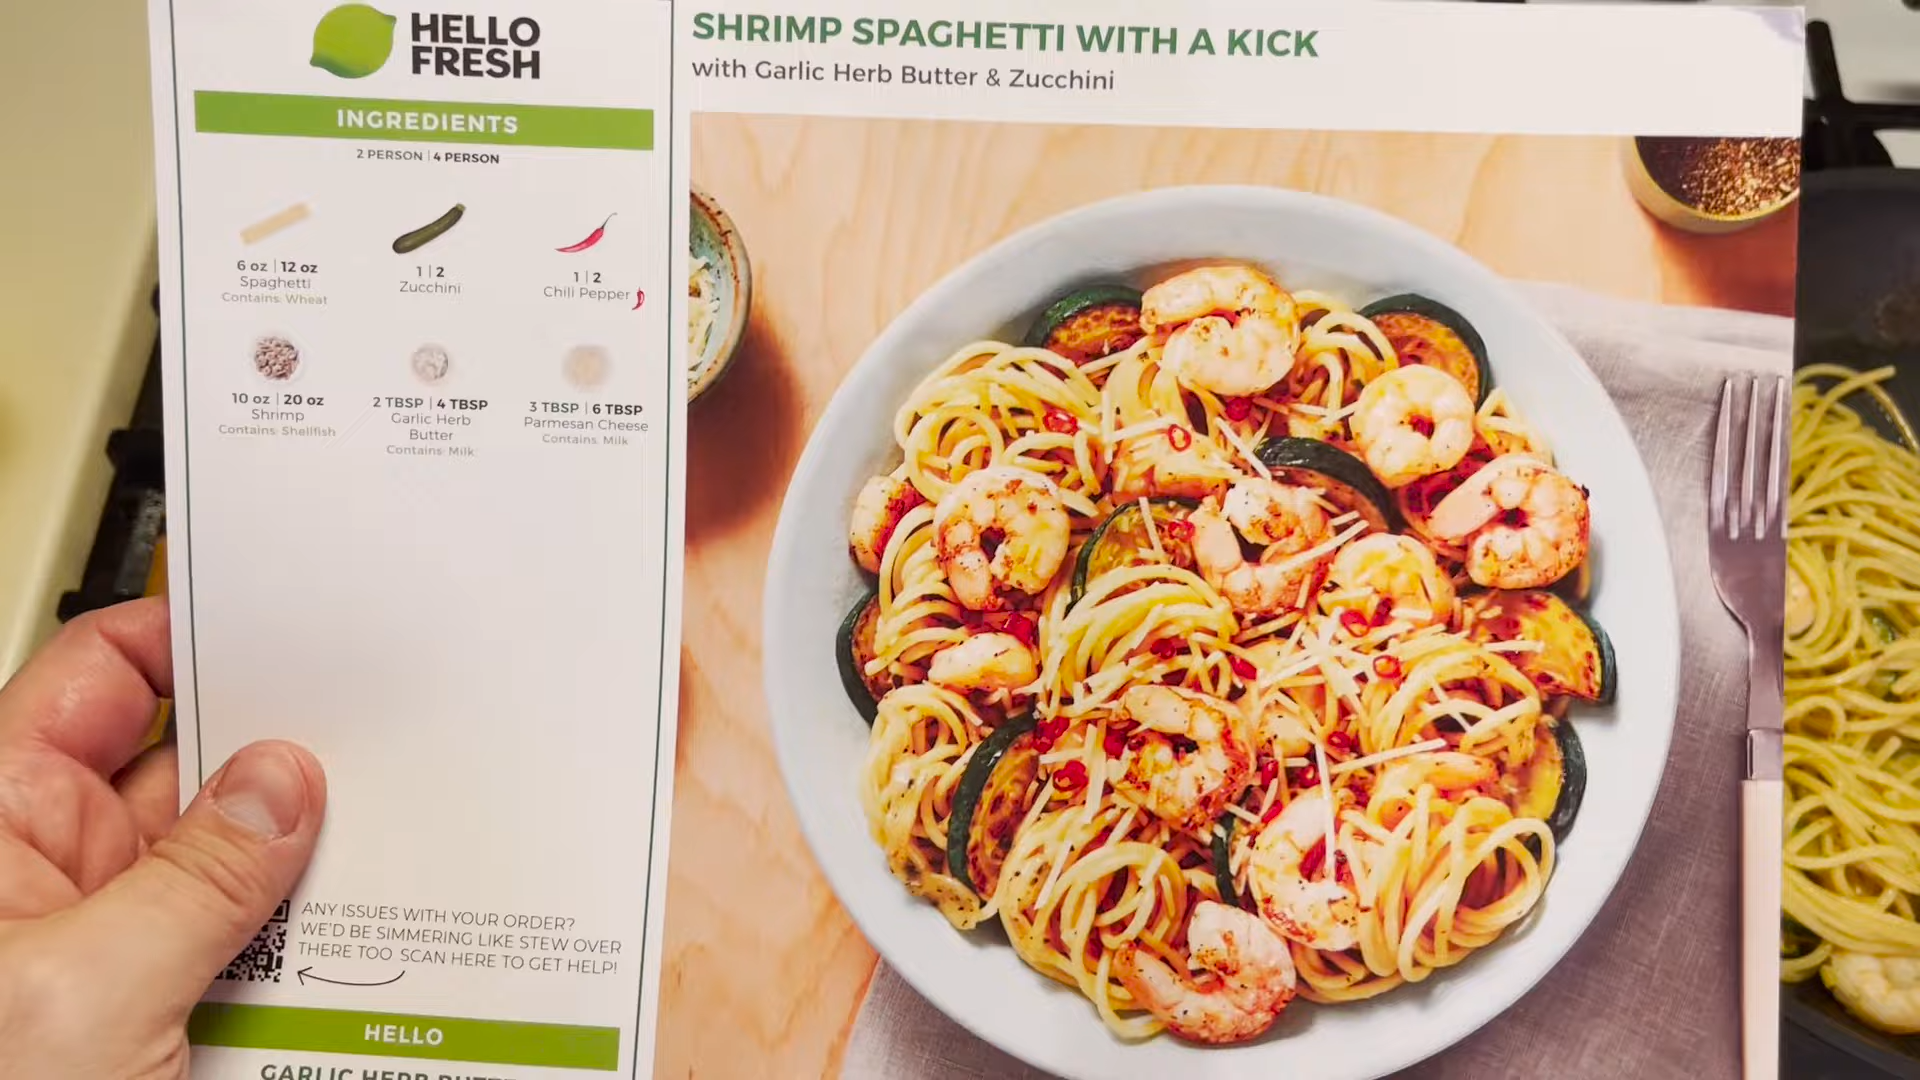 HELLO
FRESH
INGREDIENTS
2 PERSON | 4 PERSON
6 oz | 12 oz
Spaghetti
Contains: Wheat
1 | 2
Zucchini
1 | 2
Chili Pepper
10 oz | 20 oz
Shrimp
Contains: Shellfish
2 TBSP | 4 TBSP
Garlic Herb
Butter
Contains: Milk
3 TBSP | 6 TBSP
Parmesan Cheese
Contains: Milk
ANY ISSUES WITH YOUR ORDER?
WE'D BE SIMMERING LIKE STEW OVER
THERE TOO SCAN HERE TO GET HELP!
HELLO
GARLIC HERB BUTTER
SHRIMP SPAGHETTI WITH A KICK
with Garlic Herb Butter & Zucchini